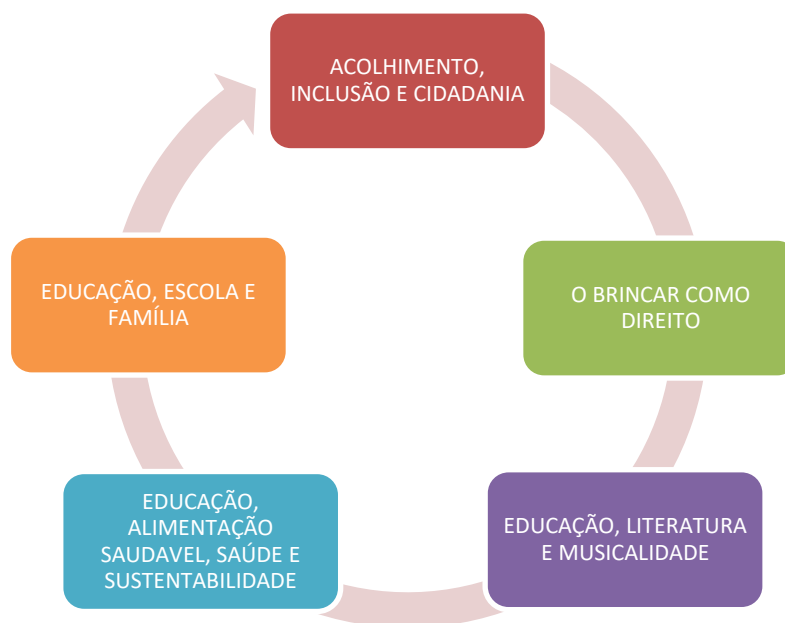 ACOLHIMENTO,
INCLUSÃO E CIDADANIA
O BRINCAR COMO
DIREITO
EDUCAÇÃO, LITERATURA
E MUSICALIDADE
EDUCAÇÃO,
ALIMENTAÇÃO
SAUDAVEL, SAÚDE E
SUSTENTABILIDADE
EDUCAÇÃO, ESCOLA E
FAMÍLIA